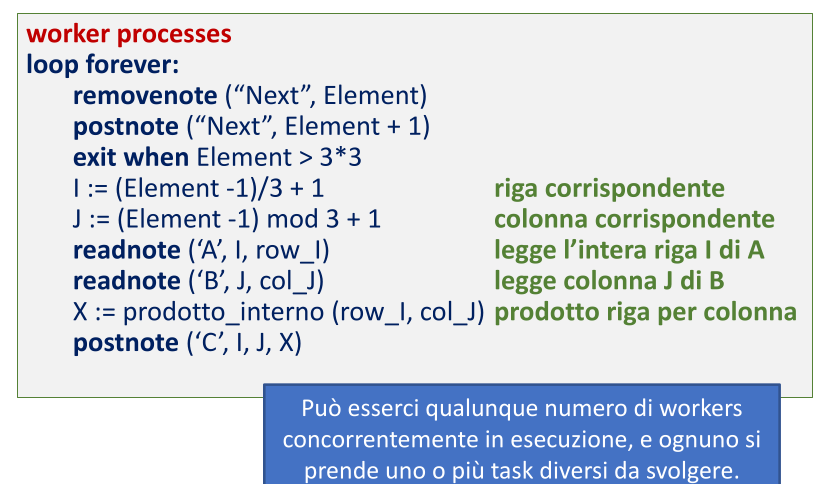 worker processes
loop forever:
removenote (“Next”, Element)
postnote (“Next”, Element + 1)
exit when Element > 3*3
I := (Element -1)/3 + 1 riga corrispondente
J := (Element -1) mod 3 + 1 colonna corrispondente
readnote (‘A’, I, row_I) legge l’intera riga I di A
readnote (‘B’, J, col_J) legge colonna J di B
X := prodotto_interno (row_I, col_J) prodotto riga per colonna
postnote (‘C’, I, J, X)
Può esserci qualunque numero di workers
concorrentemente in esecuzione, e ognuno si
prende uno o più task diversi da svolgere.